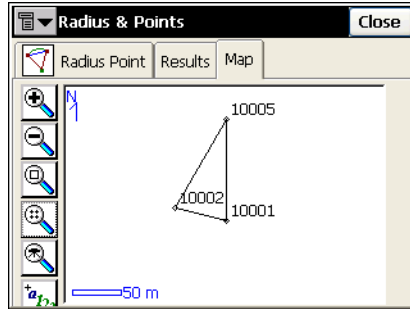 Radius & Points Close
Radius Point Results Map
N
10005
10002
10001
50 m